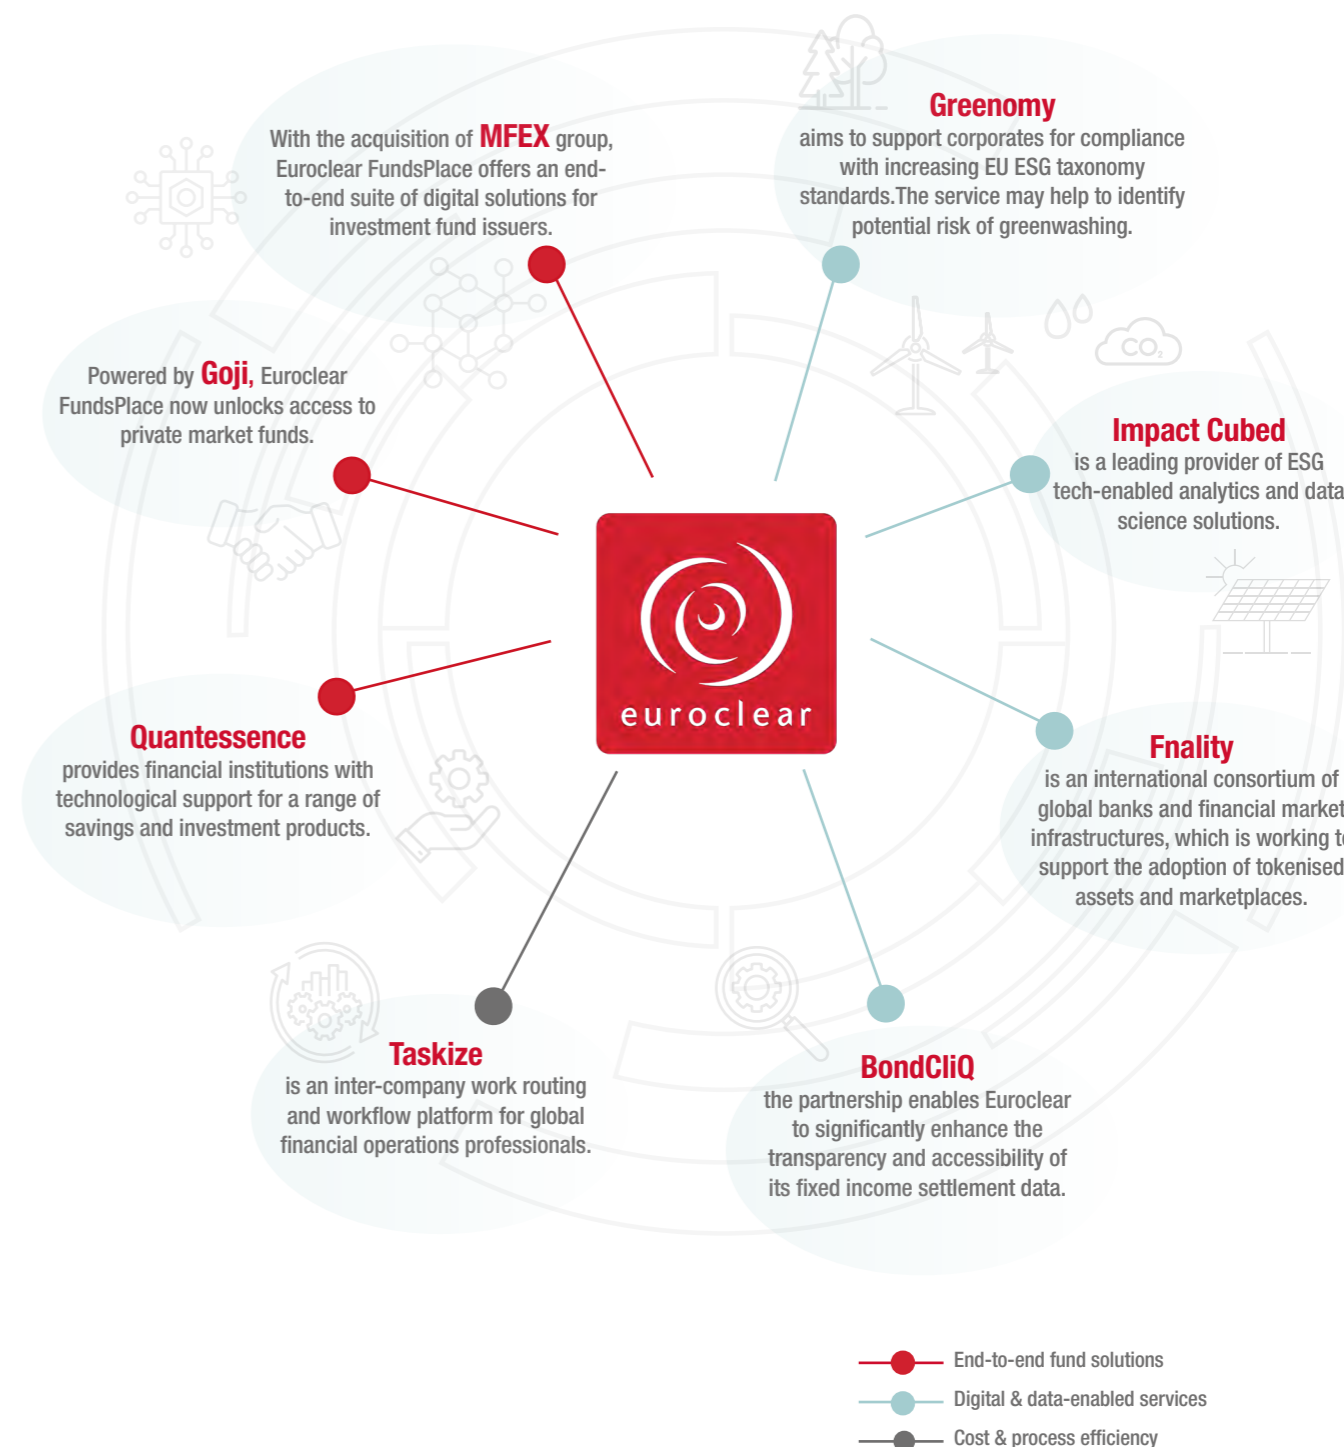 With the acquisition of MFEX group,
Euroclear FundsPlace offers an end-
to-end suite of digital solutions for
investment fund issuers.
Greenomy
aims to support corporates for compliance
with increasing EU ESG taxonomy
standards.The service may help to identify
potential risk of greenwashing.
CO2
Powered by Goji, Euroclear
FundsPlace now unlocks access to
private market funds.
Impact Cubed
is a leading provider of ESG
tech-enabled analytics and data
science solutions.
euroclear
Quantessence
provides financial institutions with
technological support for a range of
savings and investment products.
Fnality
is an international consortium of
global banks and financial market
infrastructures, which is working to
support the adoption of tokenised
assets and marketplaces.
Taskize
is an inter-company work routing
and workflow platform for global
financial operations professionals.
BondCliQ
the partnership enables Euroclear
to significantly enhance the
transparency and accessibility of
its fixed income settlement data.
End-to-end fund solutions
Digital & data-enabled services
Cost & process efficiency